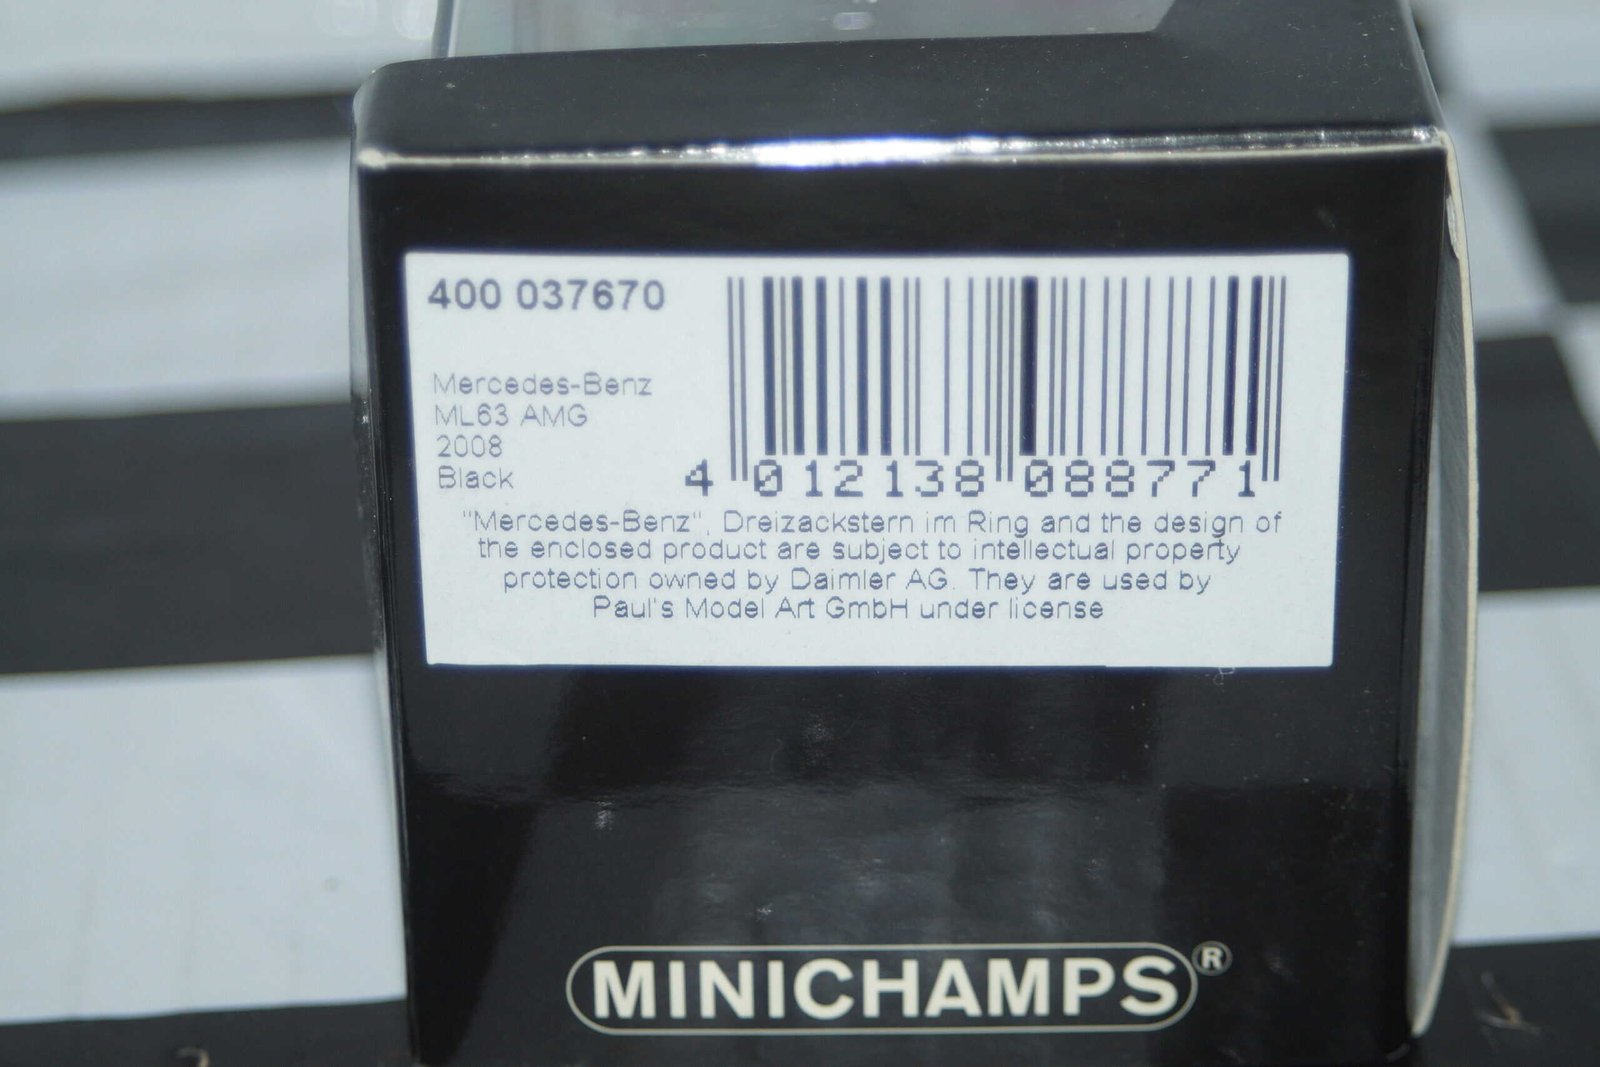 400 037670
Mercedes-Benz
ML63 AMG
2008
Black
4 012138 088771
"Mercedes-Benz", Dreizackstern im Ring and the design of
the enclosed product are subject to intellectual property
protection owned by Daimler AG. They are used by
Paul's Model Art GmbH under license
MINICHAMPS®